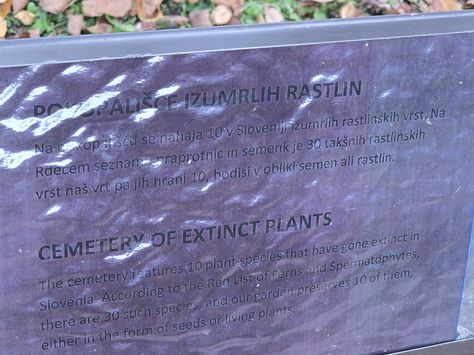 POKOPALIŠČE IZUMRLIH RASTLIN
Na pokopališču se nahaja 10 v Sloveniji izumrlih rastlinskih vrst. Na
Rdečem seznamu praprotnic in semenk je 30 takšnih rastlinskih
vrst naš vrt pa jih hrani 10, bodisi v obliki semen ali rastlin.
CEMETERY OF EXTINCT PLANTS
The cemetery features 10 plant species that have gone extinct in
Slovenia. According to the Red List of Farns and Spermatophytes,
there are 30 such species, and our garden preserves 10 of them,
either in the form of seeds or living plants.